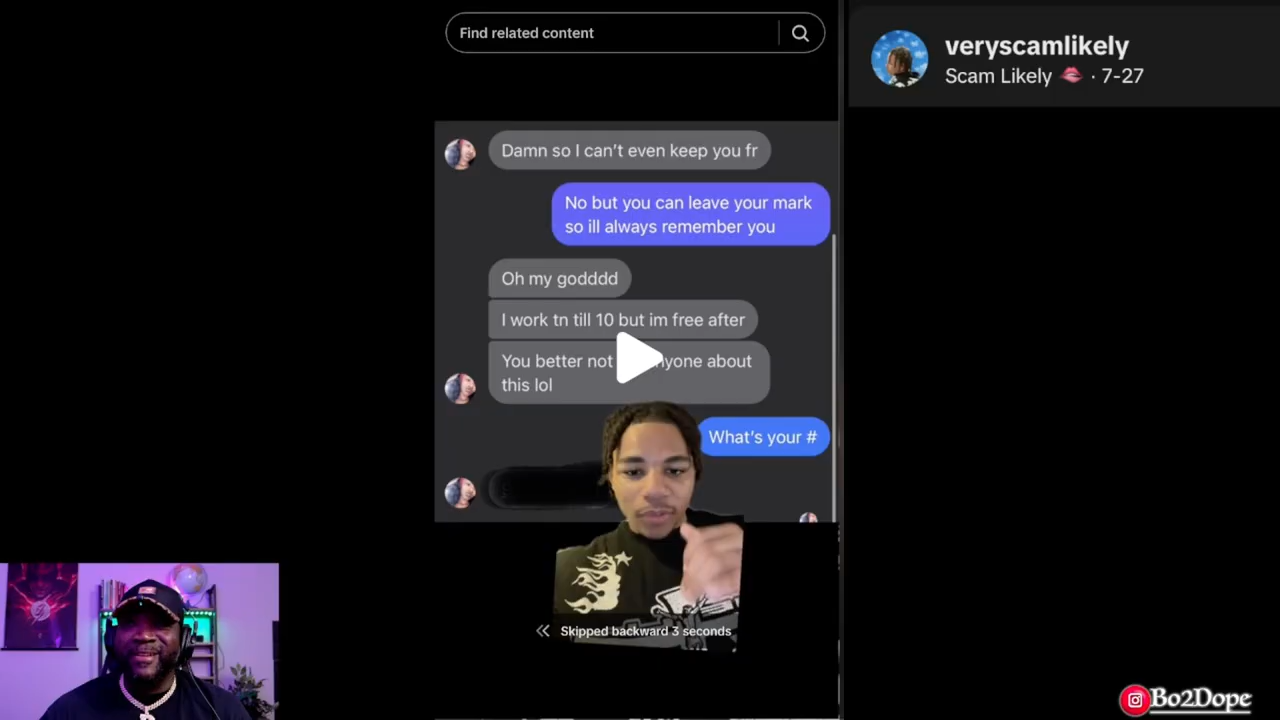 Find related content
veryscamlikely
Scam Likely 💋 · 7-27
Damn so I can't even keep you fr
No but you can leave your mark
so ill always remember you
Oh my godddd
I work tn till 10 but im free after
You better not nyone about
this lol
What's your #
Skipped backward 3 seconds
Bo2Dope